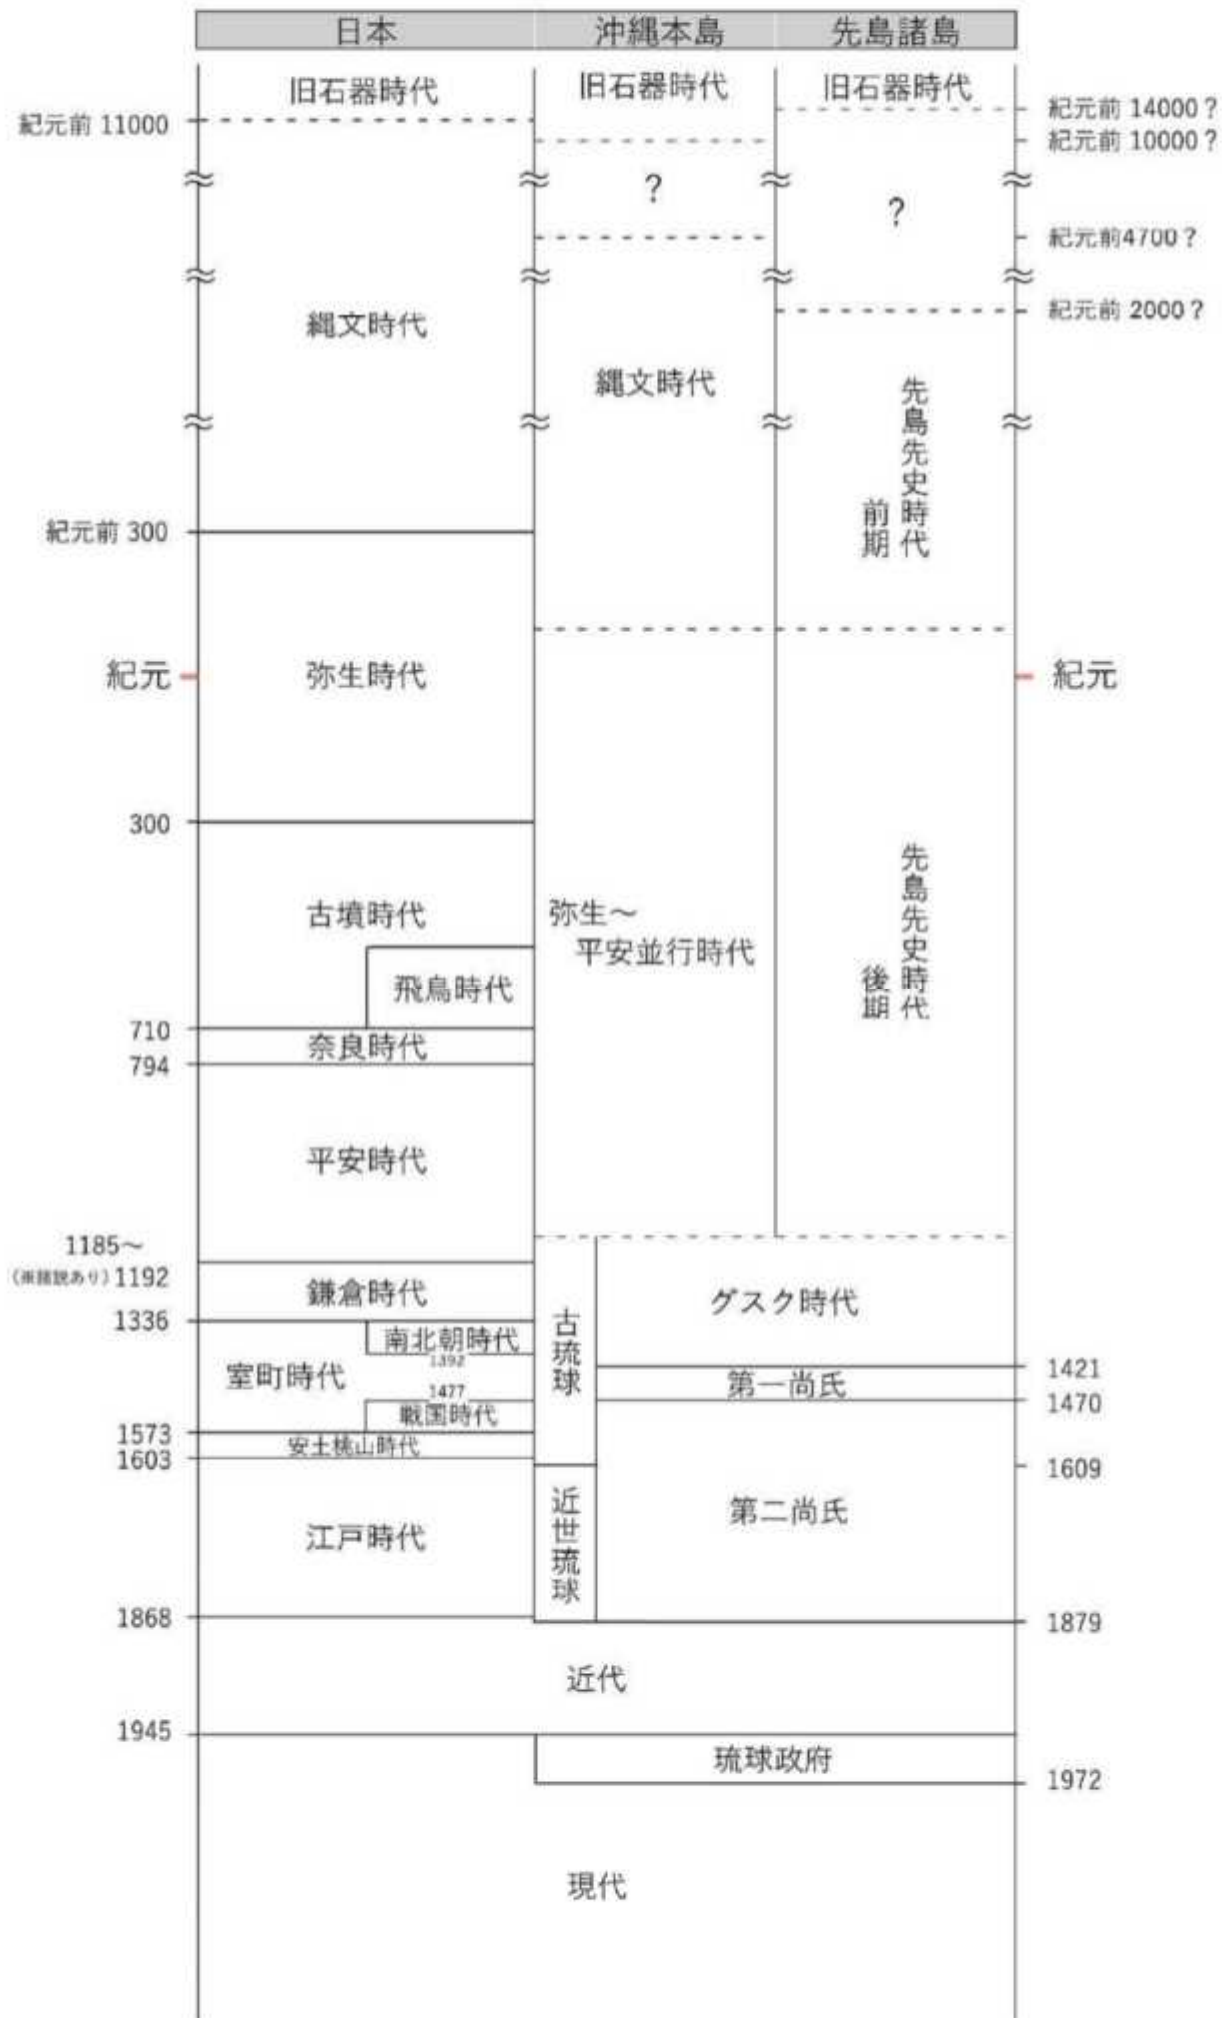 日本 沖縄本島 先島諸島
旧石器時代 旧石器時代 旧石器時代
紀元前 11000
紀元前 14000?
紀元前 10000?
?
?
紀元前4700?
紀元前 2000?
縄文時代
縄文時代
先島先史時代
前期
紀元前 300
紀元 弥生時代 紀元
300
古墳時代
弥生～
平安並行時代
飛鳥時代
先島先史時代
後期
710
奈良時代
794
平安時代
1185～
(※諸説あり) 1192
鎌倉時代
グスク時代
古琉球
1336
南北朝時代
1392
室町時代
1421
第一尚氏
1477
1470
戦国時代
1573
安土桃山時代
1603
1609
近世琉球
第二尚氏
江戸時代
1868
1879
近代
1945
琉球政府
1972
現代